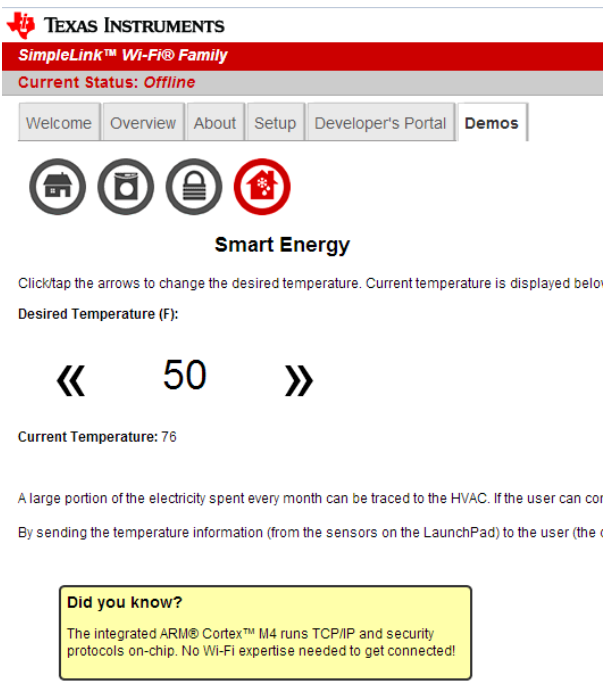 TEXAS INSTRUMENTS
SimpleLink™ Wi-Fi® Family
Current Status: Offline
Welcome Overview About Setup Developer's Portal Demos
Smart Energy
Click/tap the arrows to change the desired temperature. Current temperature is displayed
Desired Temperature (F):
« 50 »
Current Temperature: 76
A large portion of the electricity spent every month can be traced to the HVAC. If the user can
By sending the temperature information (from the sensors on the LaunchPad) to the user (the
Did you know?
The integrated ARM® Cortex™ M4 runs TCP/IP and security
protocols on-chip. No Wi-Fi expertise needed to get connected!